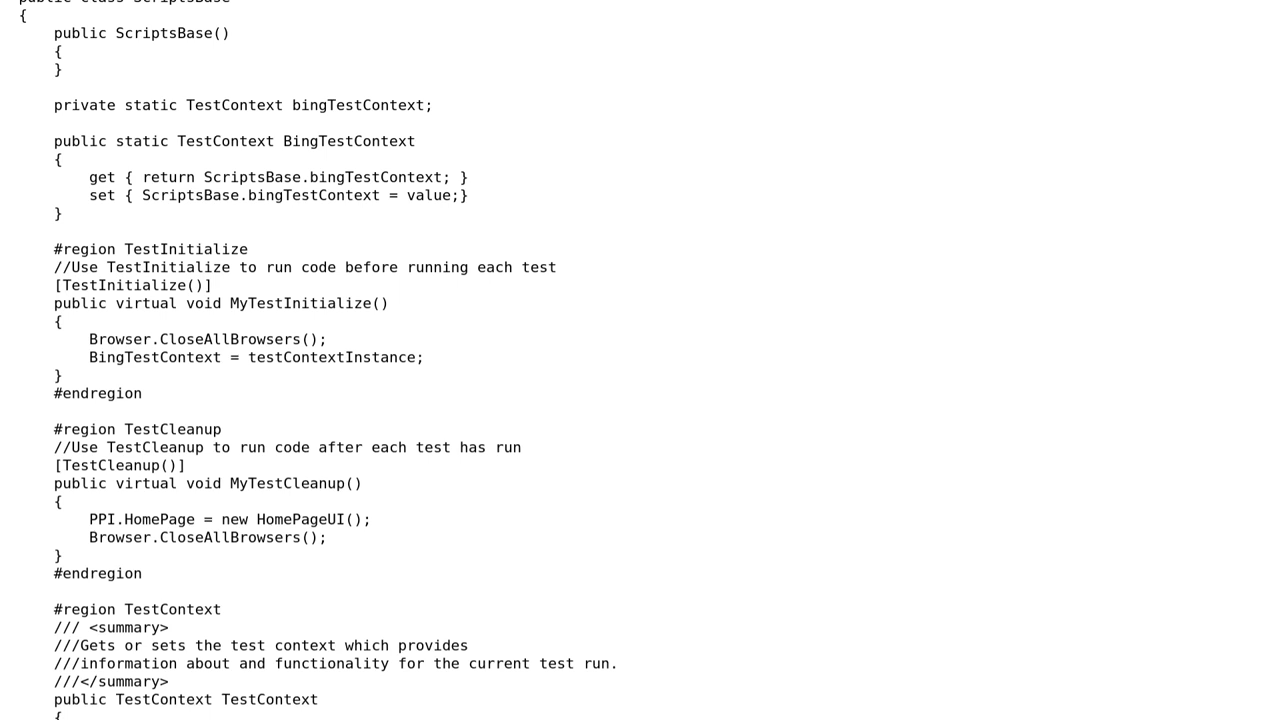 public class ScriptsBase
{
    public ScriptsBase()
    {
    }

    private static TestContext bingTestContext;

    public static TestContext BingTestContext
    {
        get { return ScriptsBase.bingTestContext; }
        set { ScriptsBase.bingTestContext = value;}
    }

    #region TestInitialize
    //Use TestInitialize to run code before running each test
    [TestInitialize()]
    public virtual void MyTestInitialize()
    {
        Browser.CloseAllBrowsers();
        BingTestContext = testContextInstance;
    }
    #endregion

    #region TestCleanup
    //Use TestCleanup to run code after each test has run
    [TestCleanup()]
    public virtual void MyTestCleanup()
    {
        PPI.HomePage = new HomePageUI();
        Browser.CloseAllBrowsers();
    }
    #endregion

    #region TestContext
    /// <summary>
    ///Gets or sets the test context which provides
    ///information about and functionality for the current test run.
    ///</summary>
    public TestContext TestContext
    {